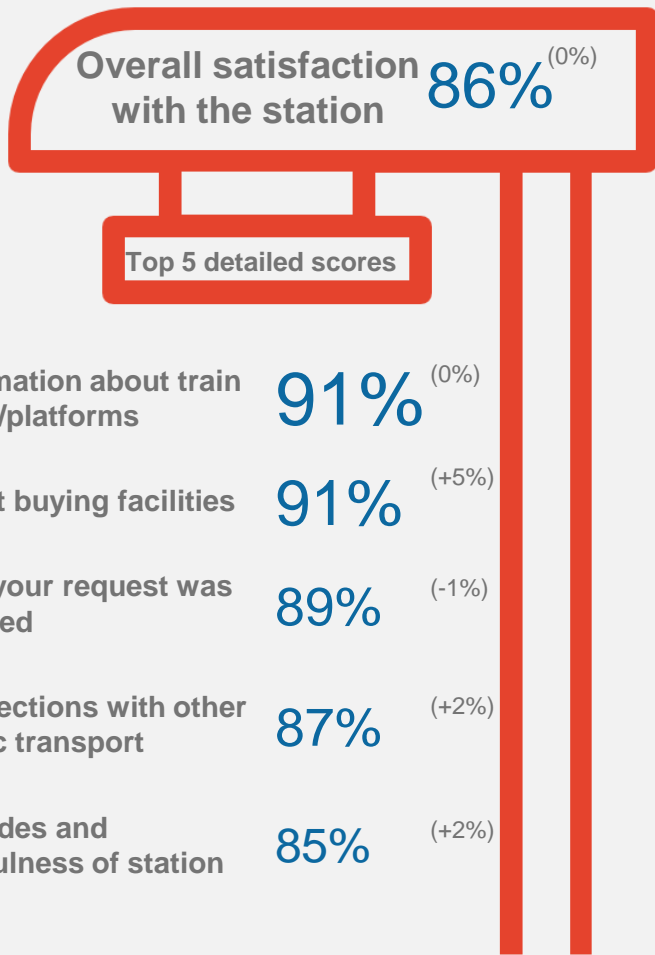 Overall satisfaction
with the station
86%
(0%)
Top 5 detailed scores
mation about train
/platforms
91%
(0%)
t buying facilities
91%
(+5%)
your request was
ed
89%
(-1%)
ections with other
c transport
87%
(+2%)
des and
ulness of station
85%
(+2%)